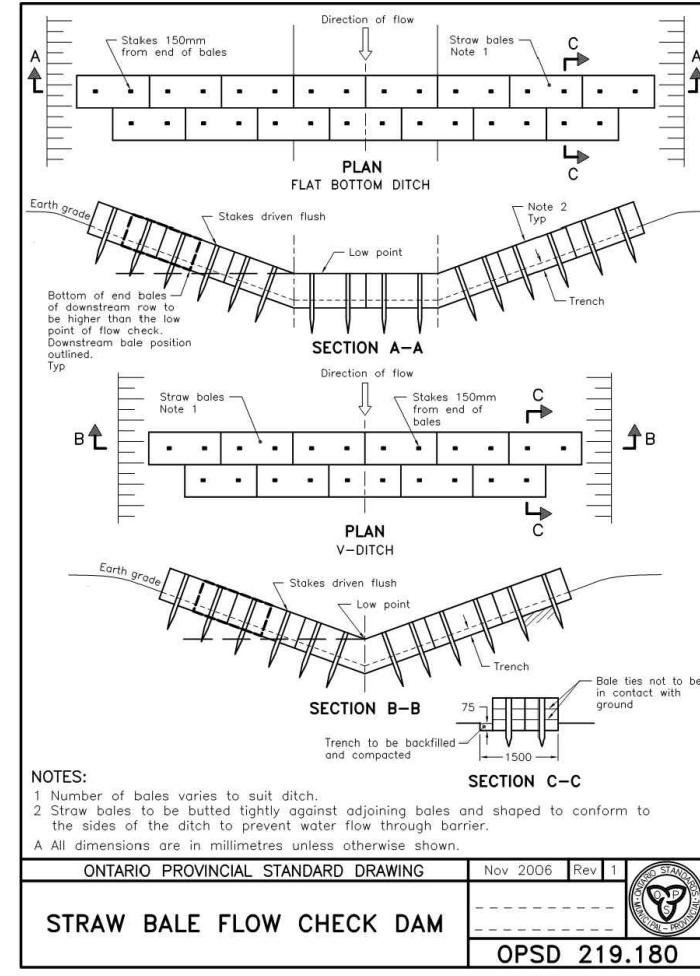 Direction of flow
Stakes 150mm
from end of bales
Straw bales
Note 1
C
A
A
C
PLAN
FLAT BOTTOM DITCH
Earth grade
Stakes driven flush
Note 2
Typ
Low point
Trench
Bottom of end bales
of downstream row to
be higher than the low
point of flow check.
Downstream bale position
outlined.
Typ
SECTION A-A
Direction of flow
Straw bales
Note 1
Stakes 150mm
from end of
bales
C
B
B
C
PLAN
V-DITCH
Earth grade
Stakes driven flush
Low point
Trench
SECTION B-B
Bale ties not to be
in contact with
ground
75
Trench to be backfilled
and compacted
1500
SECTION C-C
NOTES:
1 Number of bales varies to suit ditch.
2 Straw bales to be butted tightly against adjoining bales and shaped to conform to
the sides of the ditch to prevent water flow through barrier.
A All dimensions are in millimetres unless otherwise shown.
ONTARIO PROVINCIAL STANDARD DRAWING
Nov 2006 Rev 1
STRAW BALE FLOW CHECK DAM
ONTARIO STANDARDS
MUNICIPAL - PROVINCIAL
O P S
OPSD 219.180